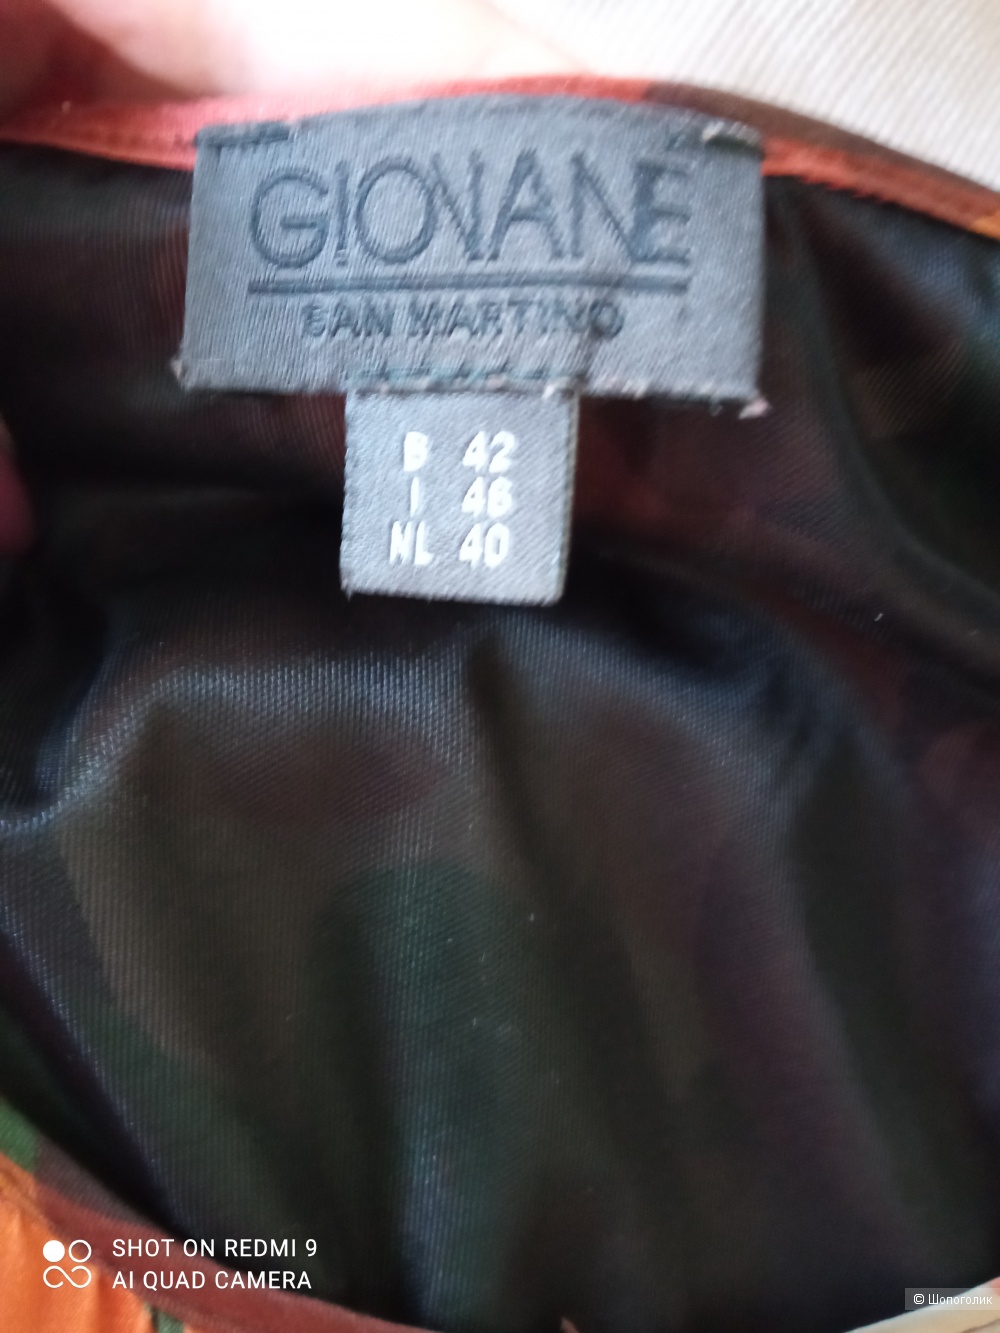 GIOVANE
SAN MARTINO
B 42
I 46
NL 40
SHOT ON REDMI 9
AI QUAD CAMERA
© Шопоголик